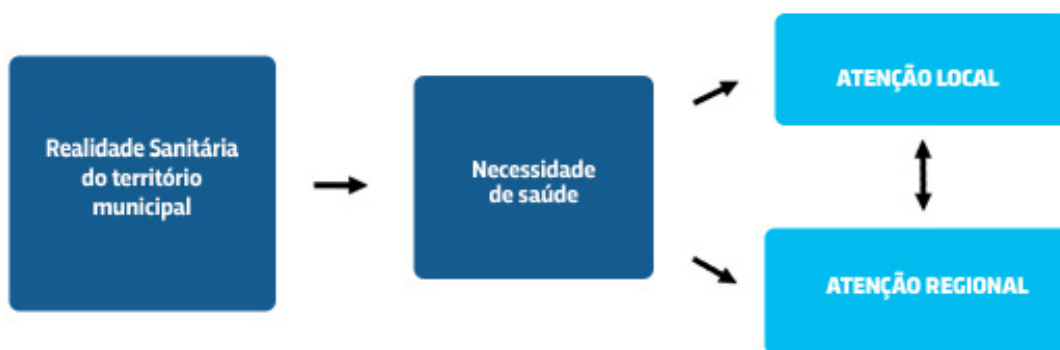 Realidade Sanitária
do território
municipal
Necessidade
de saúde
ATENÇÃO LOCAL
ATENÇÃO REGIONAL